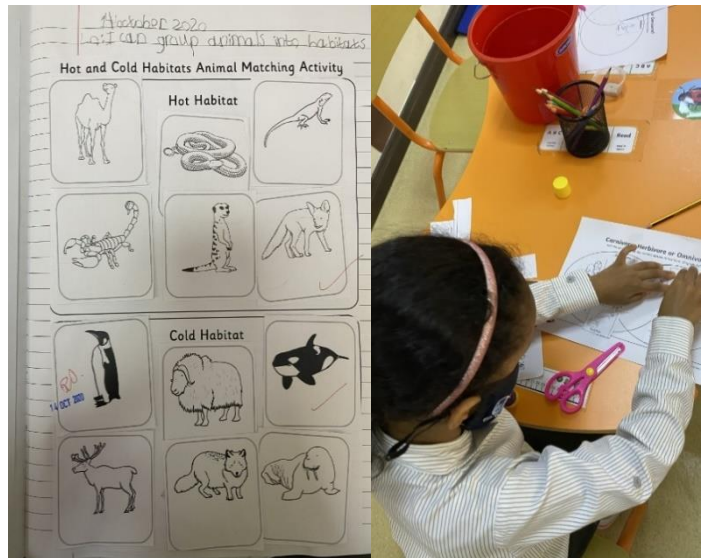 October 2020
I can group animals into habitats
Hot and Cold Habitats Animal Matching Activity
Hot Habitat
Cold Habitat
14 OCT 2020
Read
Carnivore, Herbivore or Omnivore